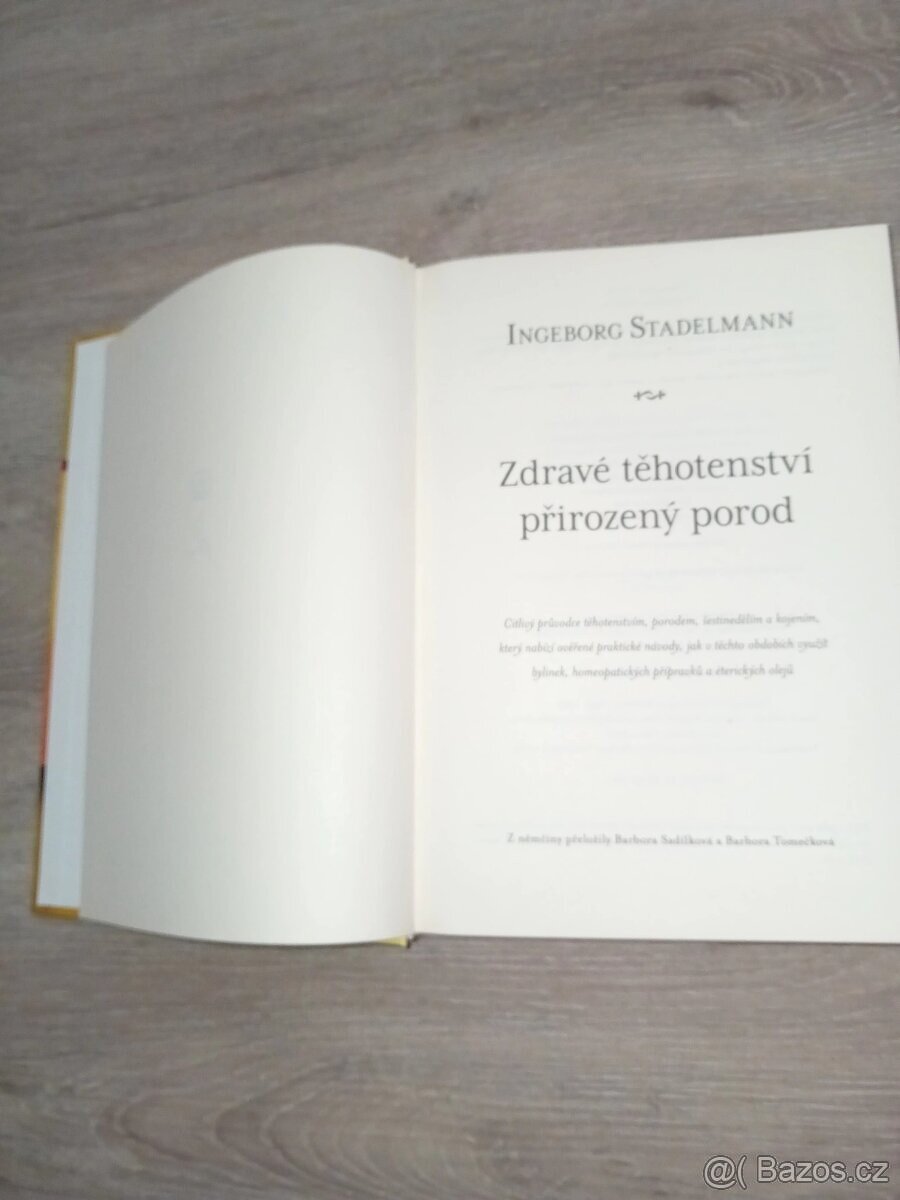 INGEBORG STADELMANN
Zdravé těhotenství
přirozený porod
Citlivý průvodce těhotenstvím, porodem, šestinedělím a kojením,
který nabízí ověřené praktické návody, jak v těchto obdobích využít
bylinek, homeopatických přípravků a éterických olejů
Z němčiny přeložily Barbora Sadílková a Barbora Tomečková
@( Bazos.cz